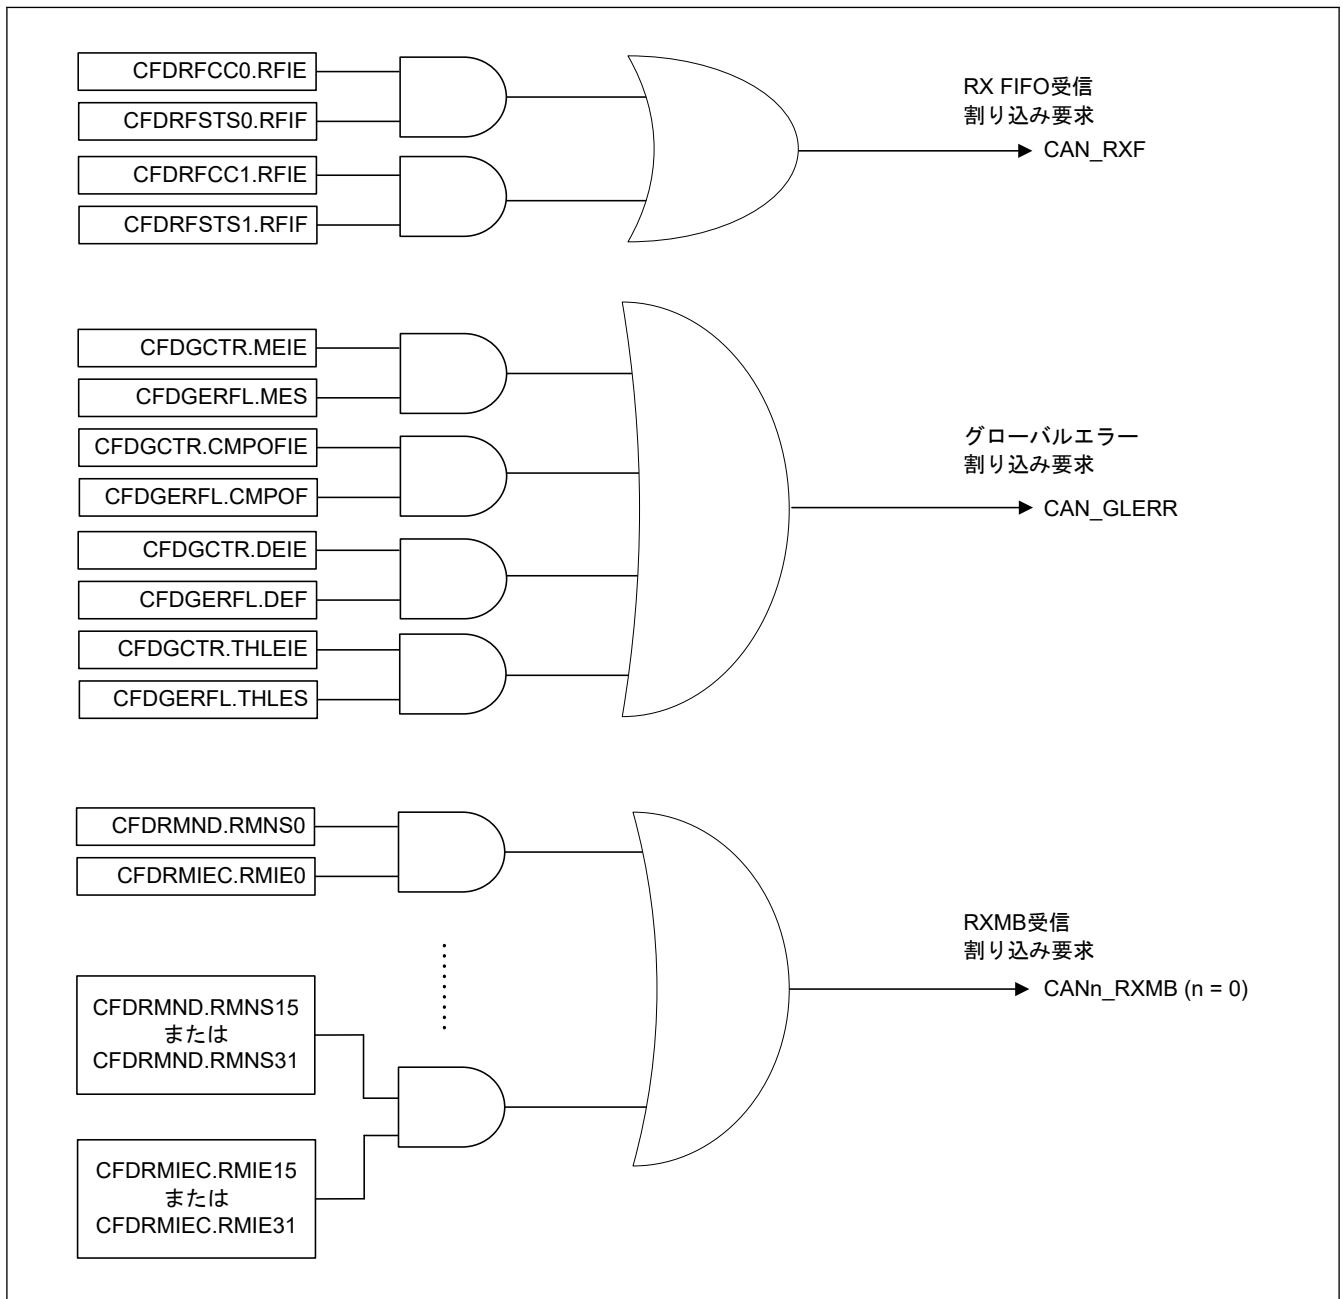 CFDRFCC0.RFIE
CFDRFSTS0.RFIF
CFDRFCC1.RFIE
CFDRFSTS1.RFIF
RX FIFO受信
割り込み要求
CAN_RXF
CFDGCTR.MEIE
CFDGERFL.MES
CFDGCTR.CMPOFIE
CFDGERFL.CMPOF
CFDGCTR.DEIE
CFDGERFL.DEF
CFDGCTR.THLEIE
CFDGERFL.THLES
グローバルエラー
割り込み要求
CAN_GLERR
CFDRMND.RMNS0
CFDRMIEC.RMIE0
CFDRMND.RMNS15
または
CFDRMND.RMNS31
CFDRMIEC.RMIE15
または
CFDRMIEC.RMIE31
RXMB受信
割り込み要求
CANn_RXMB (n = 0)